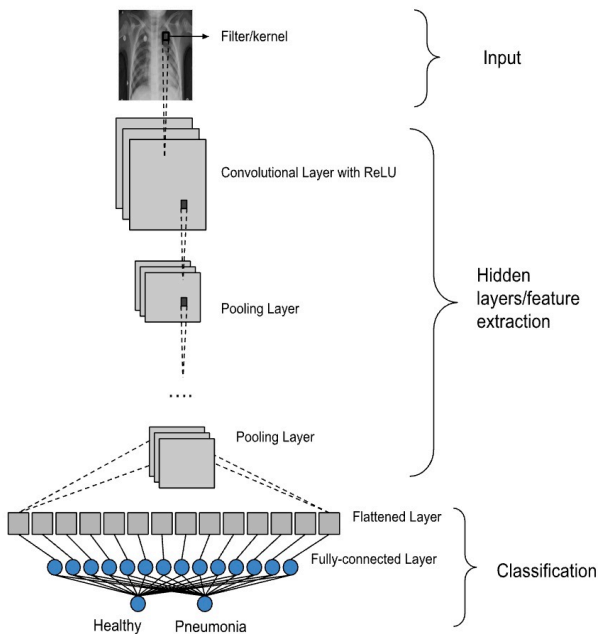 Filter/kernel
Input
Convolutional Layer with ReLU
Hidden
layers/feature
extraction
Pooling Layer
....
Pooling Layer
Flattened Layer
Fully-connected Layer
Classification
Healthy
Pneumonia